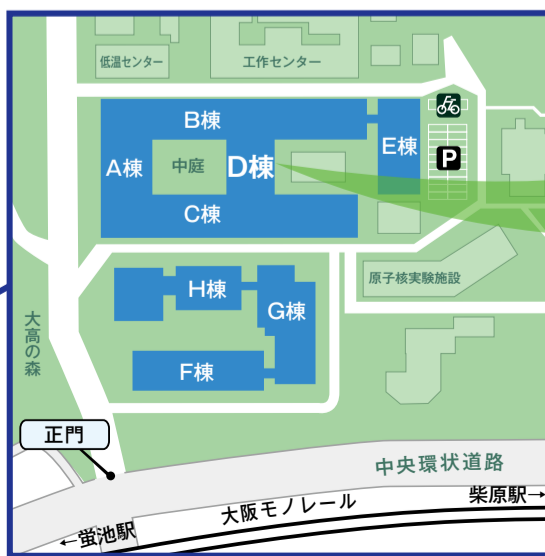 低温センター
工作センター
B棟
A棟
中庭
D棟
E棟
P
C棟
原子核実験施設
H棟
G棟
大高の森
F棟
正門
中央環状道路
柴原駅→
大阪モノレール
←蛍池駅